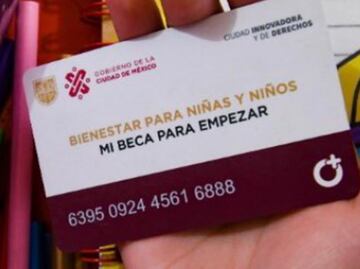 GOBIERNO DE LA
CIUDAD DE MÉXICO
CIUDAD INNOVADORA
Y DE DERECHOS
BIENESTAR PARA NIÑAS Y NIÑOS
MI BECA PARA EMPEZAR
6395 0924 4561 6888